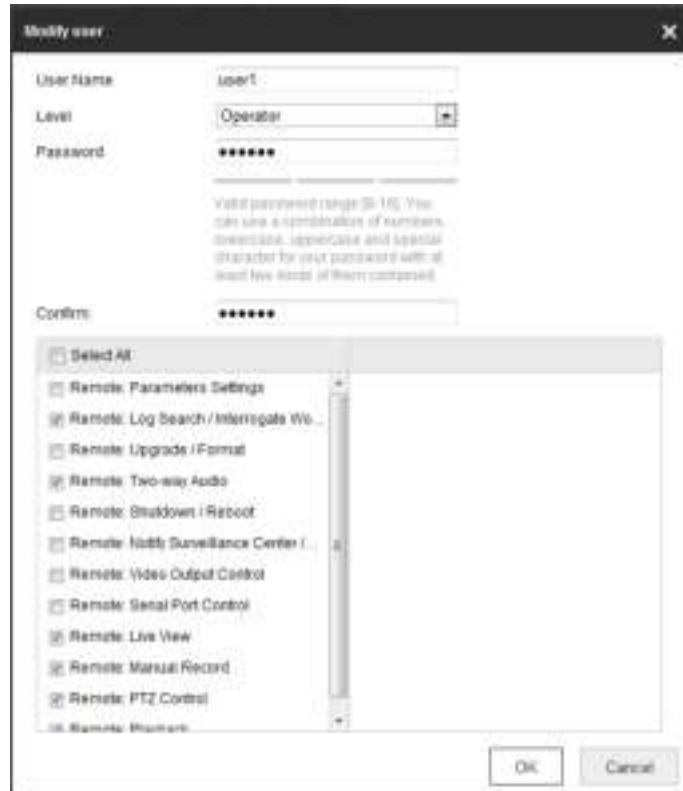 Modify user
User Name
user1
Level
Operator
Password
●●●●●●
Valid password range [8-16]. You
can use a combination of numbers,
lowercase, uppercase and special
character for your password with at
least two kinds of them contained.
Confirm
●●●●●●
Select All
Remote: Parameters Settings
Remote: Log Search / Interrogate Wo...
Remote: Upgrade / Format
Remote: Two-way Audio
Remote: Shutdown / Reboot
Remote: Notify Surveillance Center / ...
Remote: Video Output Control
Remote: Serial Port Control
Remote: Live View
Remote: Manual Record
Remote: PTZ Control
Remote: Playback
OK
Cancel